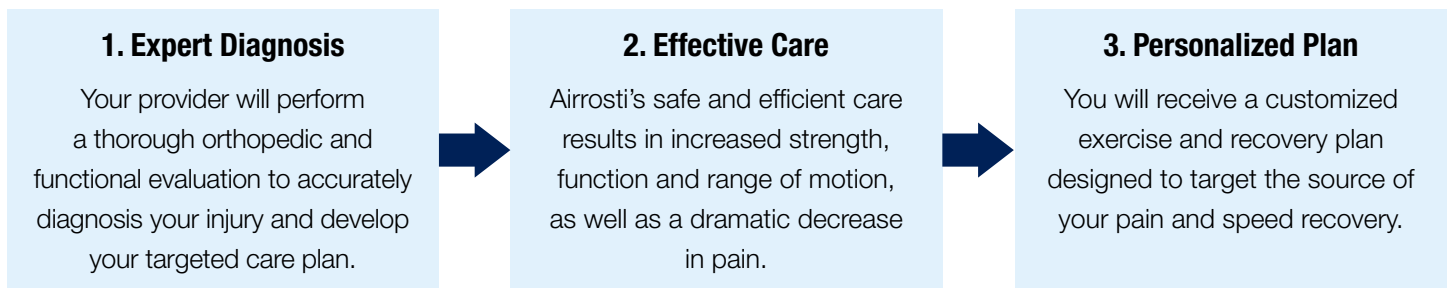 1. Expert Diagnosis
Your provider will perform
a thorough orthopedic and
functional evaluation to accurately
diagnosis your injury and develop
your targeted care plan.
2. Effective Care
Airrosti’s safe and efficient care
results in increased strength,
function and range of motion,
as well as a dramatic decrease
in pain.
3. Personalized Plan
You will receive a customized
exercise and recovery plan
designed to target the source of
your pain and speed recovery.